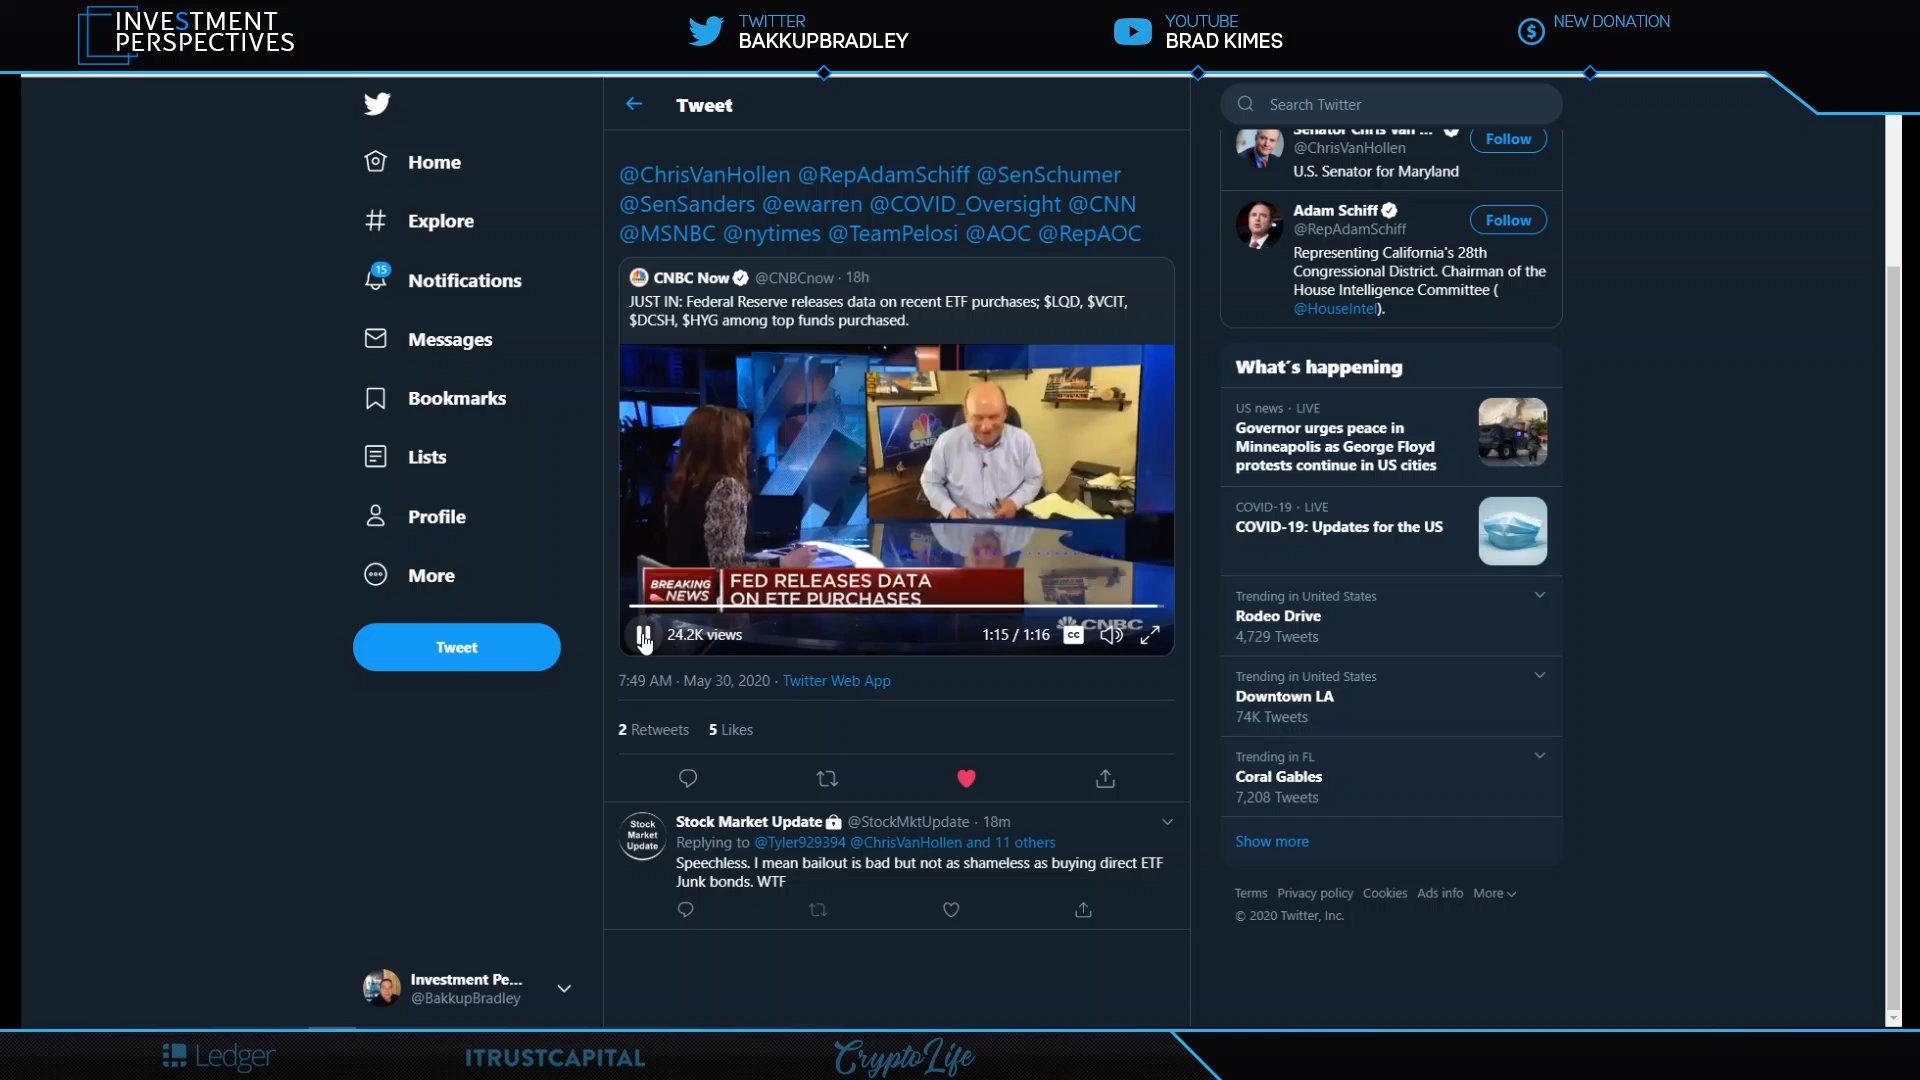 INVESTMENT
PERSPECTIVES
TWITTER
BAKKUPBRADLEY
YOUTUBE
BRAD KIMES
NEW DONATION
Home
Explore
15
Notifications
Messages
Bookmarks
Lists
Profile
More
Tweet
Investment Pe...
@BakkupBradley
Tweet
@ChrisVanHollen @RepAdamSchiff @SenSchumer
@SenSanders @ewarren @COVID_Oversight @CNN
@MSNBC @nytimes @TeamPelosi @AOC @RepAOC
CNBC Now @CNBCnow · 18h
JUST IN: Federal Reserve releases data on recent ETF purchases; $LQD, $VCIT,
$DCSH, $HYG among top funds purchased.
BREAKING
NEWS
FED RELEASES DATA
ON ETF PURCHASES
CNBC
24.2K views
1:15 / 1:16
CC
7:49 AM · May 30, 2020 · Twitter Web App
2 Retweets 5 Likes
Stock
Market
Update
Stock Market Update @StockMktUpdate · 18m
Replying to @Tyler929394 @ChrisVanHollen and 11 others
Speechless. I mean bailout is bad but not as shameless as buying direct ETF
Junk bonds. WTF
Search Twitter
Senator Chris Van ...
@ChrisVanHollen
Follow
U.S. Senator for Maryland
Adam Schiff
@RepAdamSchiff
Follow
Representing California's 28th
Congressional District. Chairman of the
House Intelligence Committee (
@HouseIntel).
What's happening
US news · LIVE
Governor urges peace in
Minneapolis as George Floyd
protests continue in US cities
COVID-19 · LIVE
COVID-19: Updates for the US
Trending in United States
Rodeo Drive
4,729 Tweets
Trending in United States
Downtown LA
74K Tweets
Trending in FL
Coral Gables
7,208 Tweets
Show more
Terms Privacy policy Cookies Ads info More
© 2020 Twitter, Inc.
Ledger
ITRUSTCAPITAL
CryptoLife